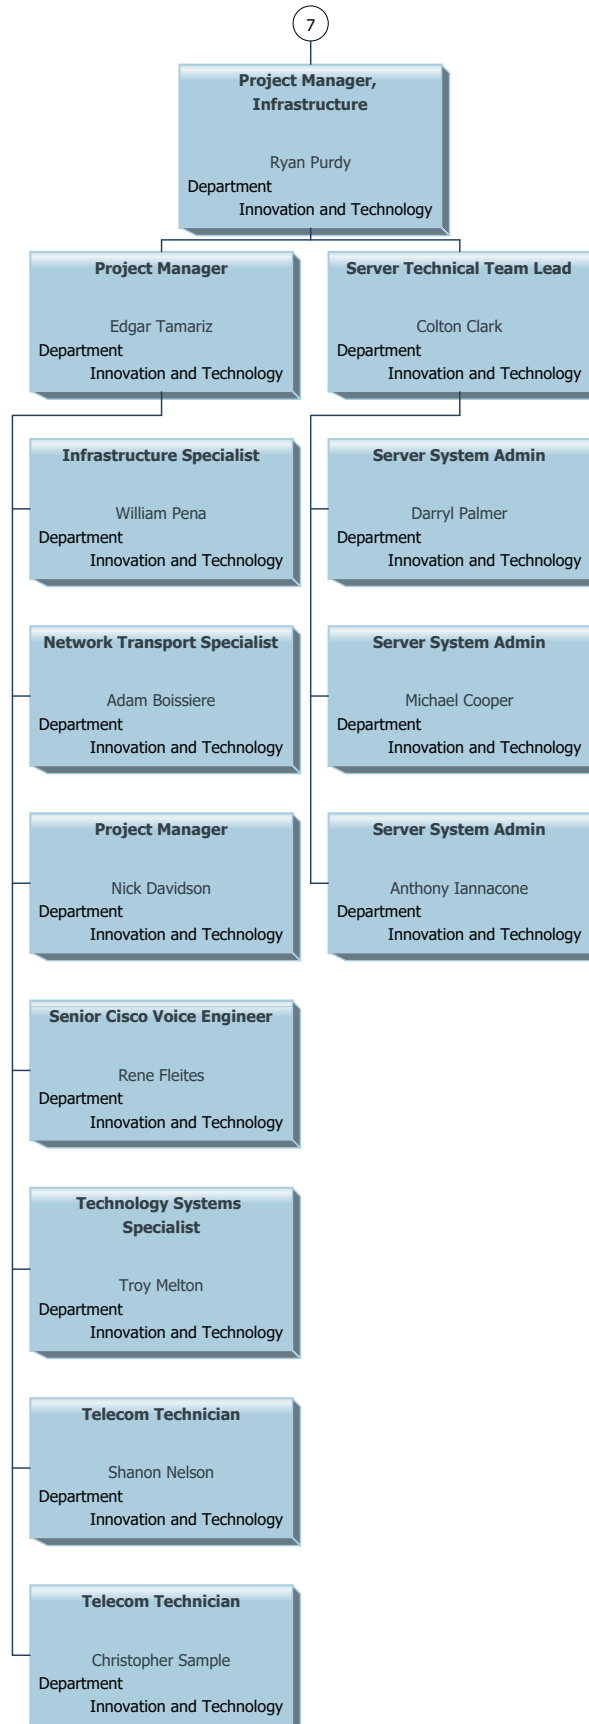 7
Project Manager,
Infrastructure
Ryan Purdy
Department
Innovation and Technology
Project Manager
Edgar Tamariz
Department
Innovation and Technology
Server Technical Team Lead
Colton Clark
Department
Innovation and Technology
Infrastructure Specialist
William Pena
Department
Innovation and Technology
Server System Admin
Darryl Palmer
Department
Innovation and Technology
Network Transport Specialist
Adam Boissiere
Department
Innovation and Technology
Server System Admin
Michael Cooper
Department
Innovation and Technology
Project Manager
Nick Davidson
Department
Innovation and Technology
Server System Admin
Anthony Iannacone
Department
Innovation and Technology
Senior Cisco Voice Engineer
Rene Fleites
Department
Innovation and Technology
Technology Systems
Specialist
Troy Melton
Department
Innovation and Technology
Telecom Technician
Shanon Nelson
Department
Innovation and Technology
Telecom Technician
Christopher Sample
Department
Innovation and Technology